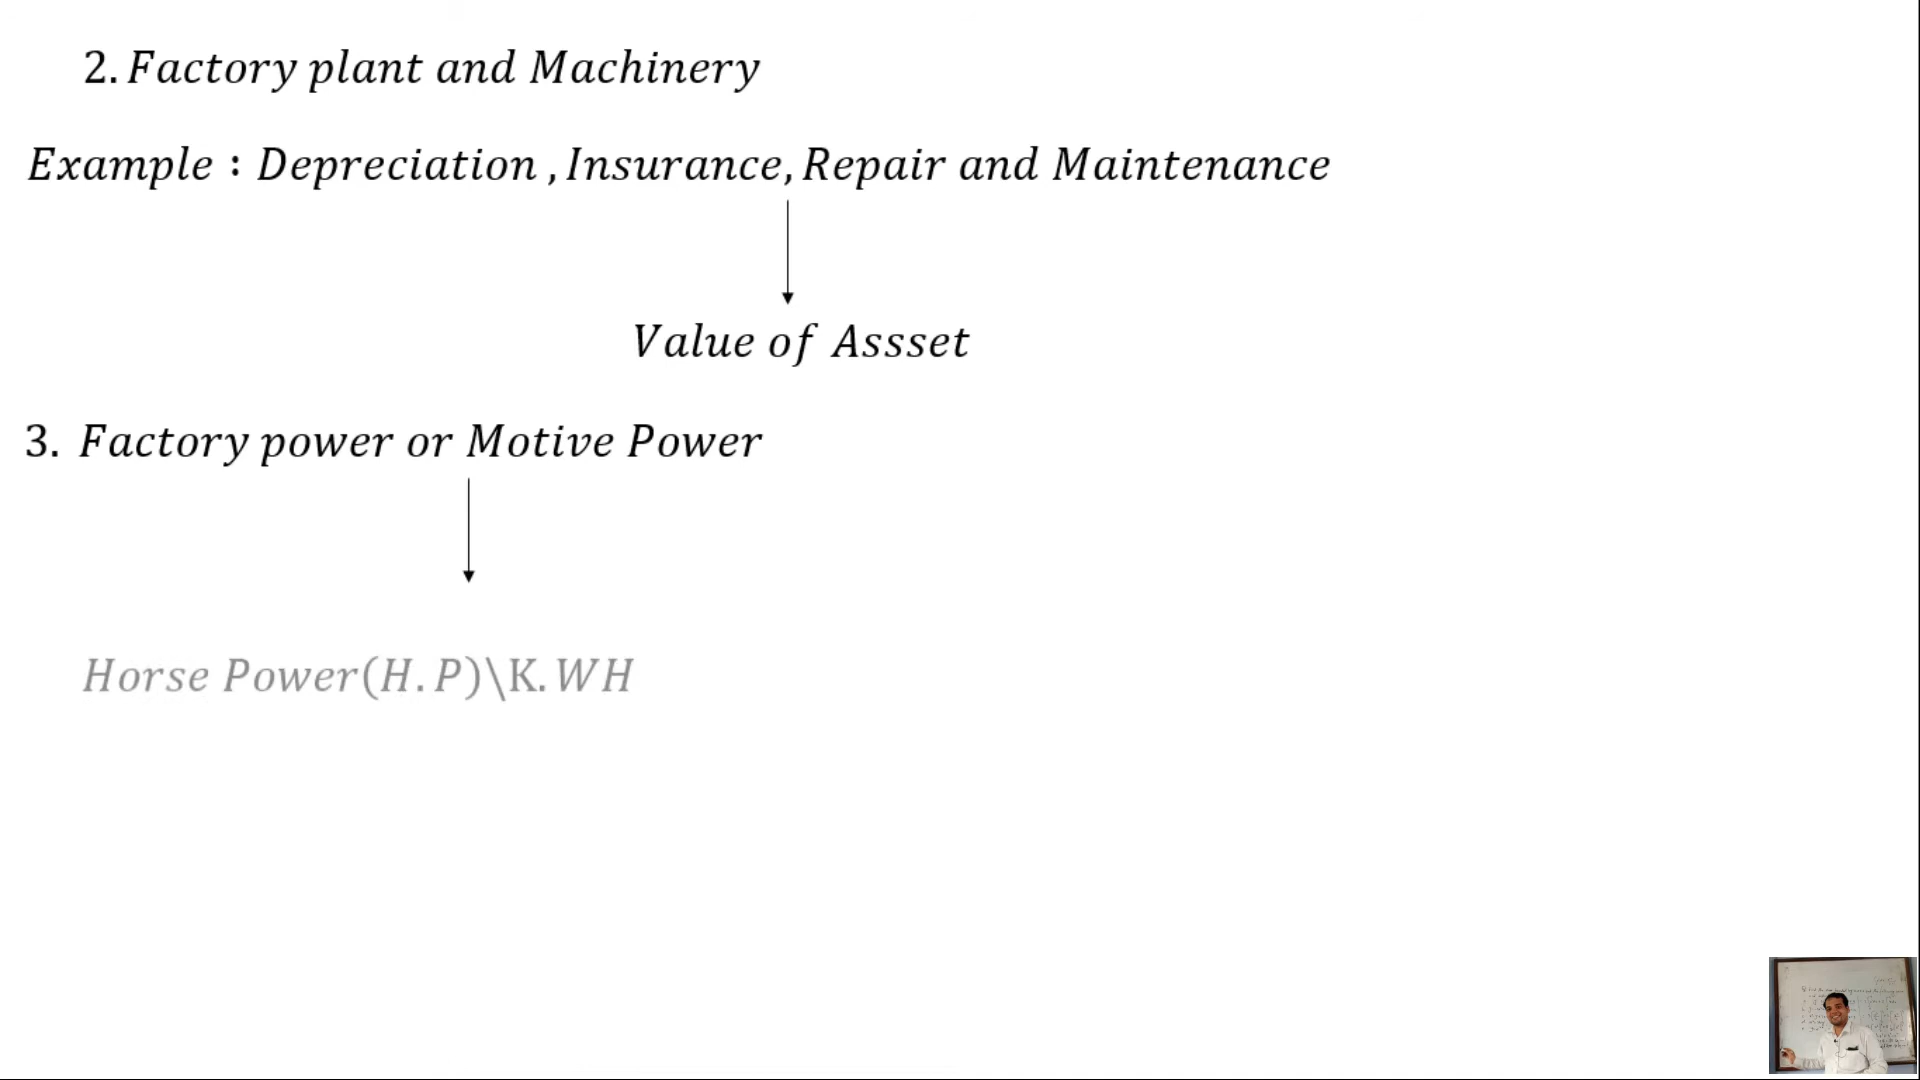 2. Factory plant and Machinery
Example : Depreciation , Insurance, Repair and Maintenance
Value of Assset
3. Factory power or Motive Power
Horse Power(H.P)\K.WH